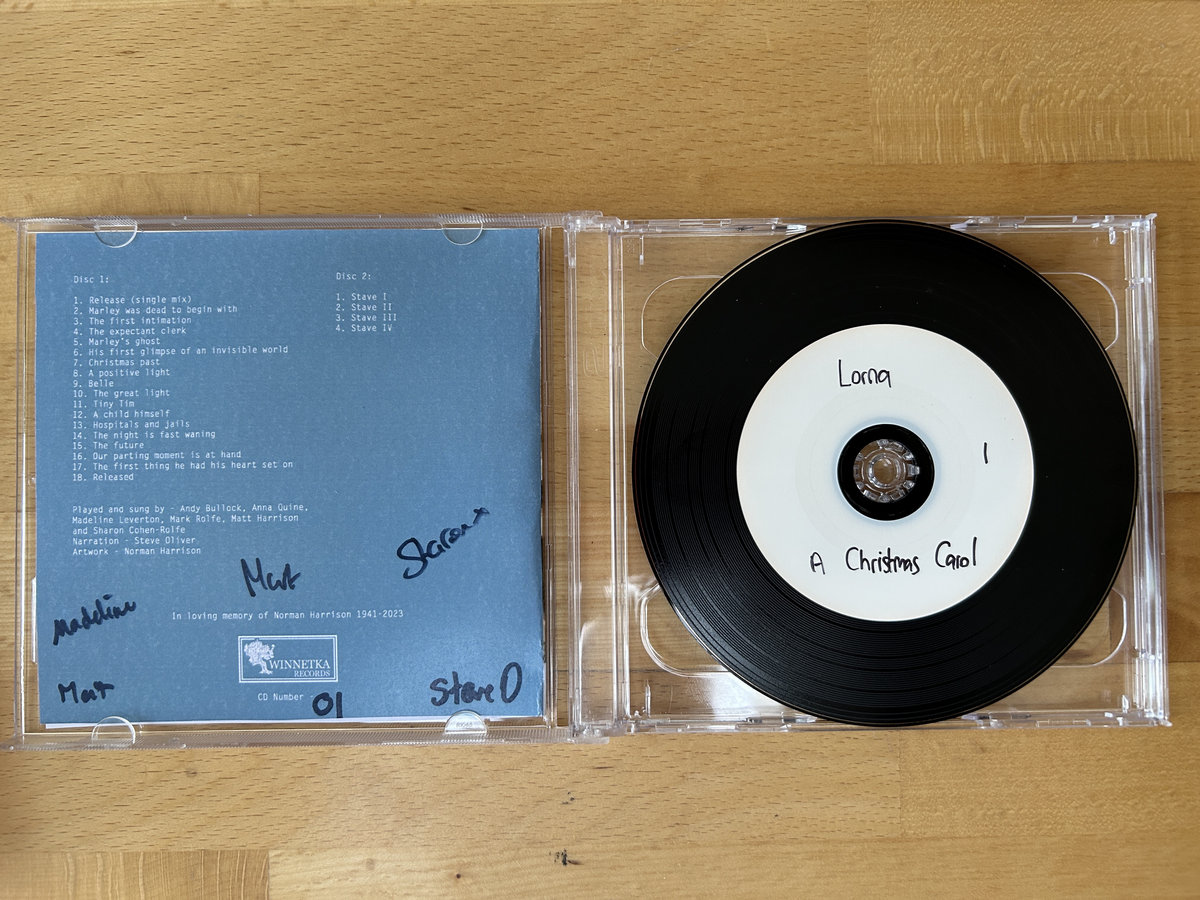 Disc 1:
1. Release (single mix)
2. Marley was dead to begin with
3. The first intimation
4. The expectant clerk
5. Marley's ghost
6. His first glimpse of an invisible world
7. Christmas past
8. A positive light
9. Belle
10. The great light
11. Tiny Tim
12. A child himself
13. Hospitals and jails
14. The night is fast waning
15. The future
16. Our parting moment is at hand
17. The first thing he had his heart set on
18. Released
Disc 2:
1. Stave I
2. Stave II
3. Stave III
4. Stave IV
Played and sung by - Andy Bullock, Anna Quine,
Madeline Leverton, Mark Rolfe, Matt Harrison
and Sharon Cohen-Rolfe
Narration - Steve Oliver
Artwork - Norman Harrison
Sharon x
Madeline
In loving memory of Norman Harrison 1941-2023
WINNETKA
RECORDS
CD Number - 01
Steve O
Lorna
1
A Christmas Carol